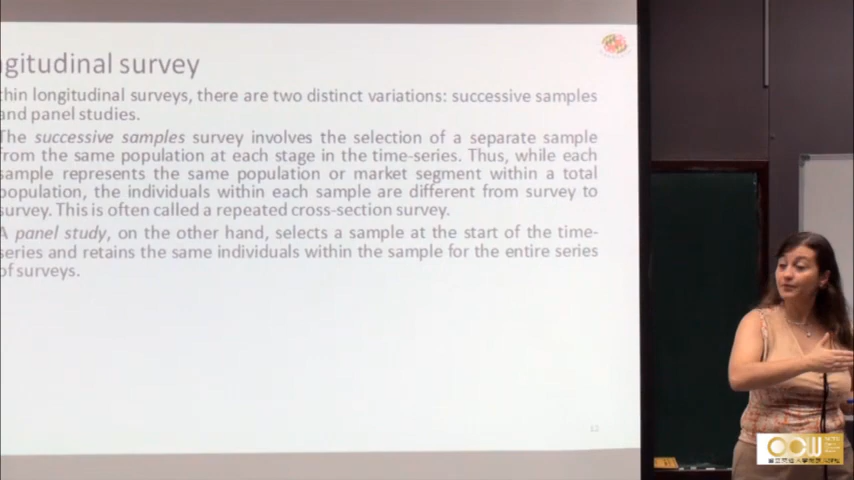 gitudinal survey
thin longitudinal surveys, there are two distinct variations: successive samples
and panel studies.
The successive samples survey involves the selection of a separate sample
from the same population at each stage in the time-series. Thus, while each
sample represents the same population or market segment within a total
population, the individuals within each sample are different from survey to
survey. This is often called a repeated cross-section survey.
A panel study, on the other hand, selects a sample at the start of the time-
series and retains the same individuals within the sample for the entire series
of surveys.
OCW